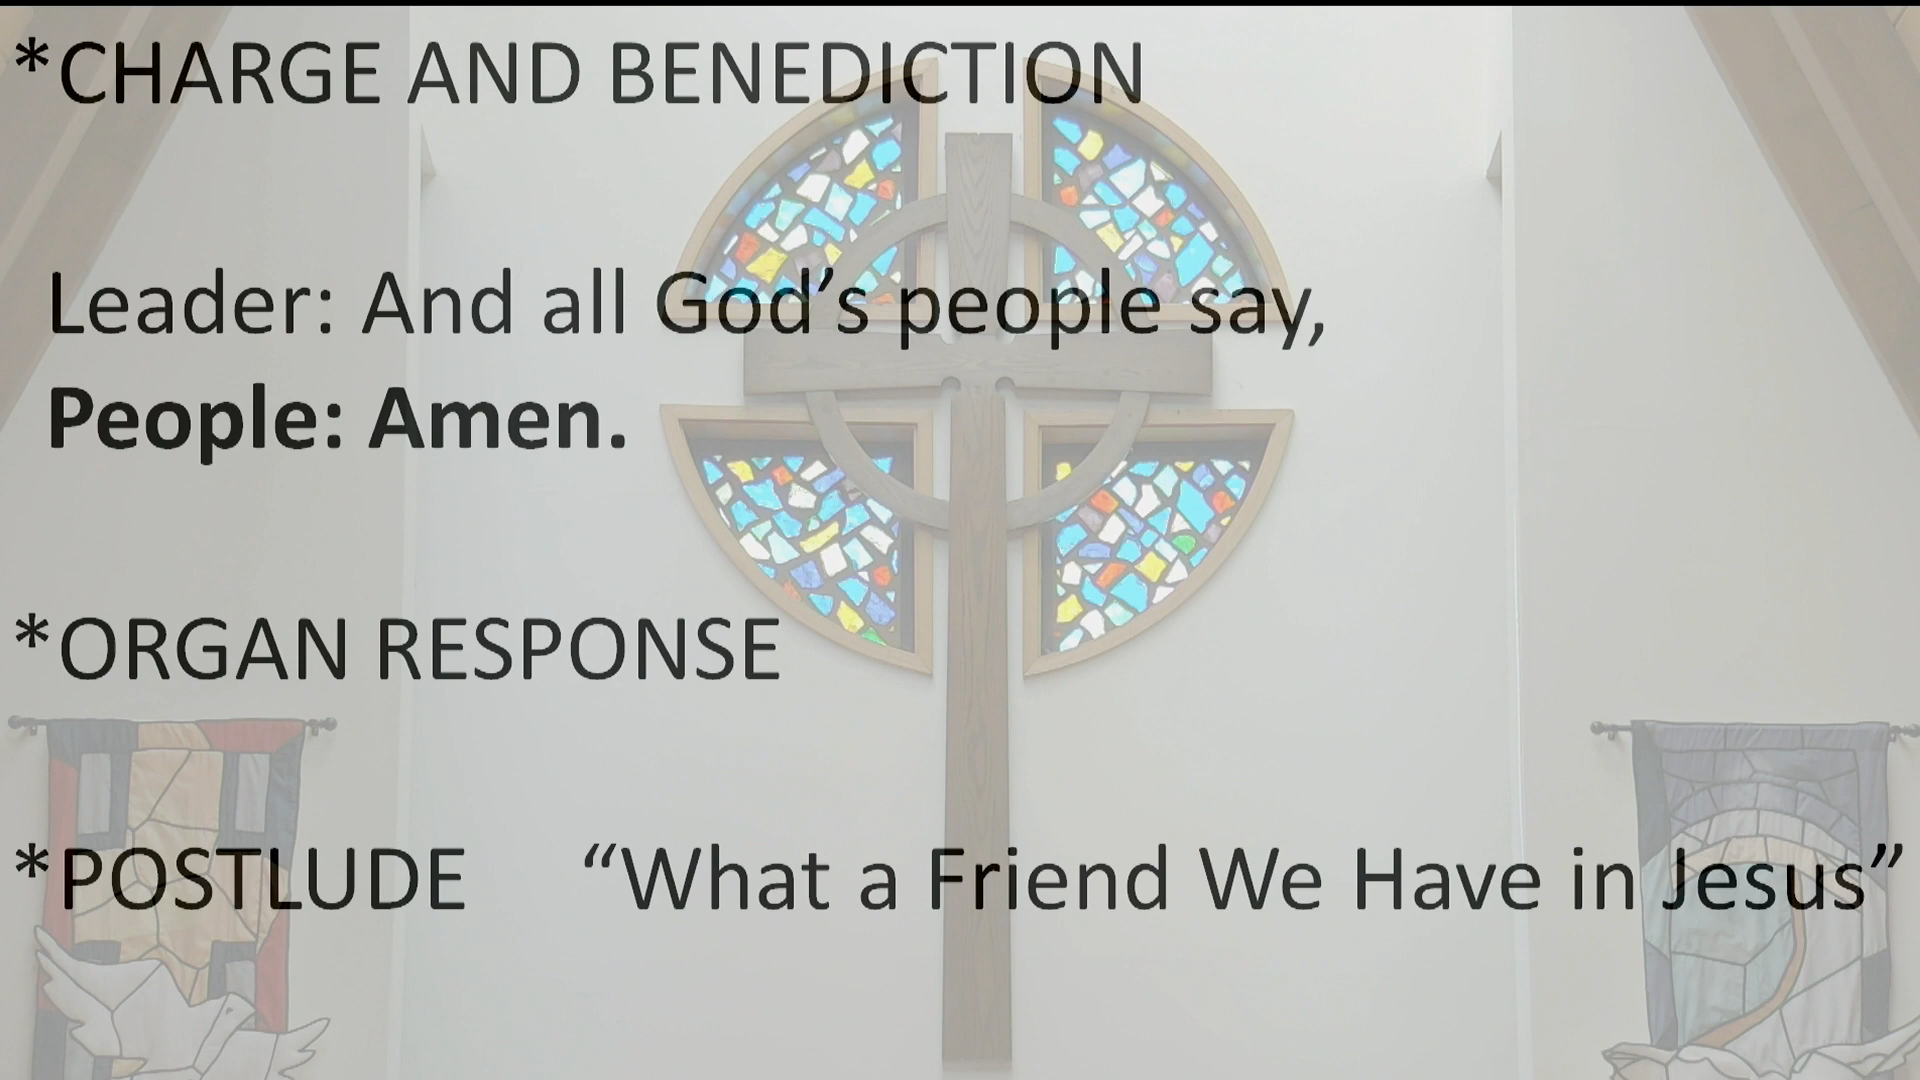 *CHARGE AND BENEDICTION
Leader: And all God’s people say,
People: Amen.
*ORGAN RESPONSE
*POSTLUDE “What a Friend We Have in Jesus”